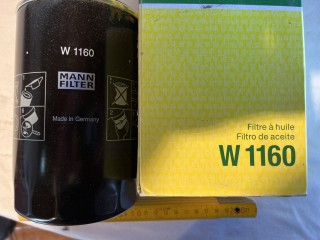 W 1160
MANN
FILTER
Made in Germany
Filtre à huile
Filtro de aceite
W 1160